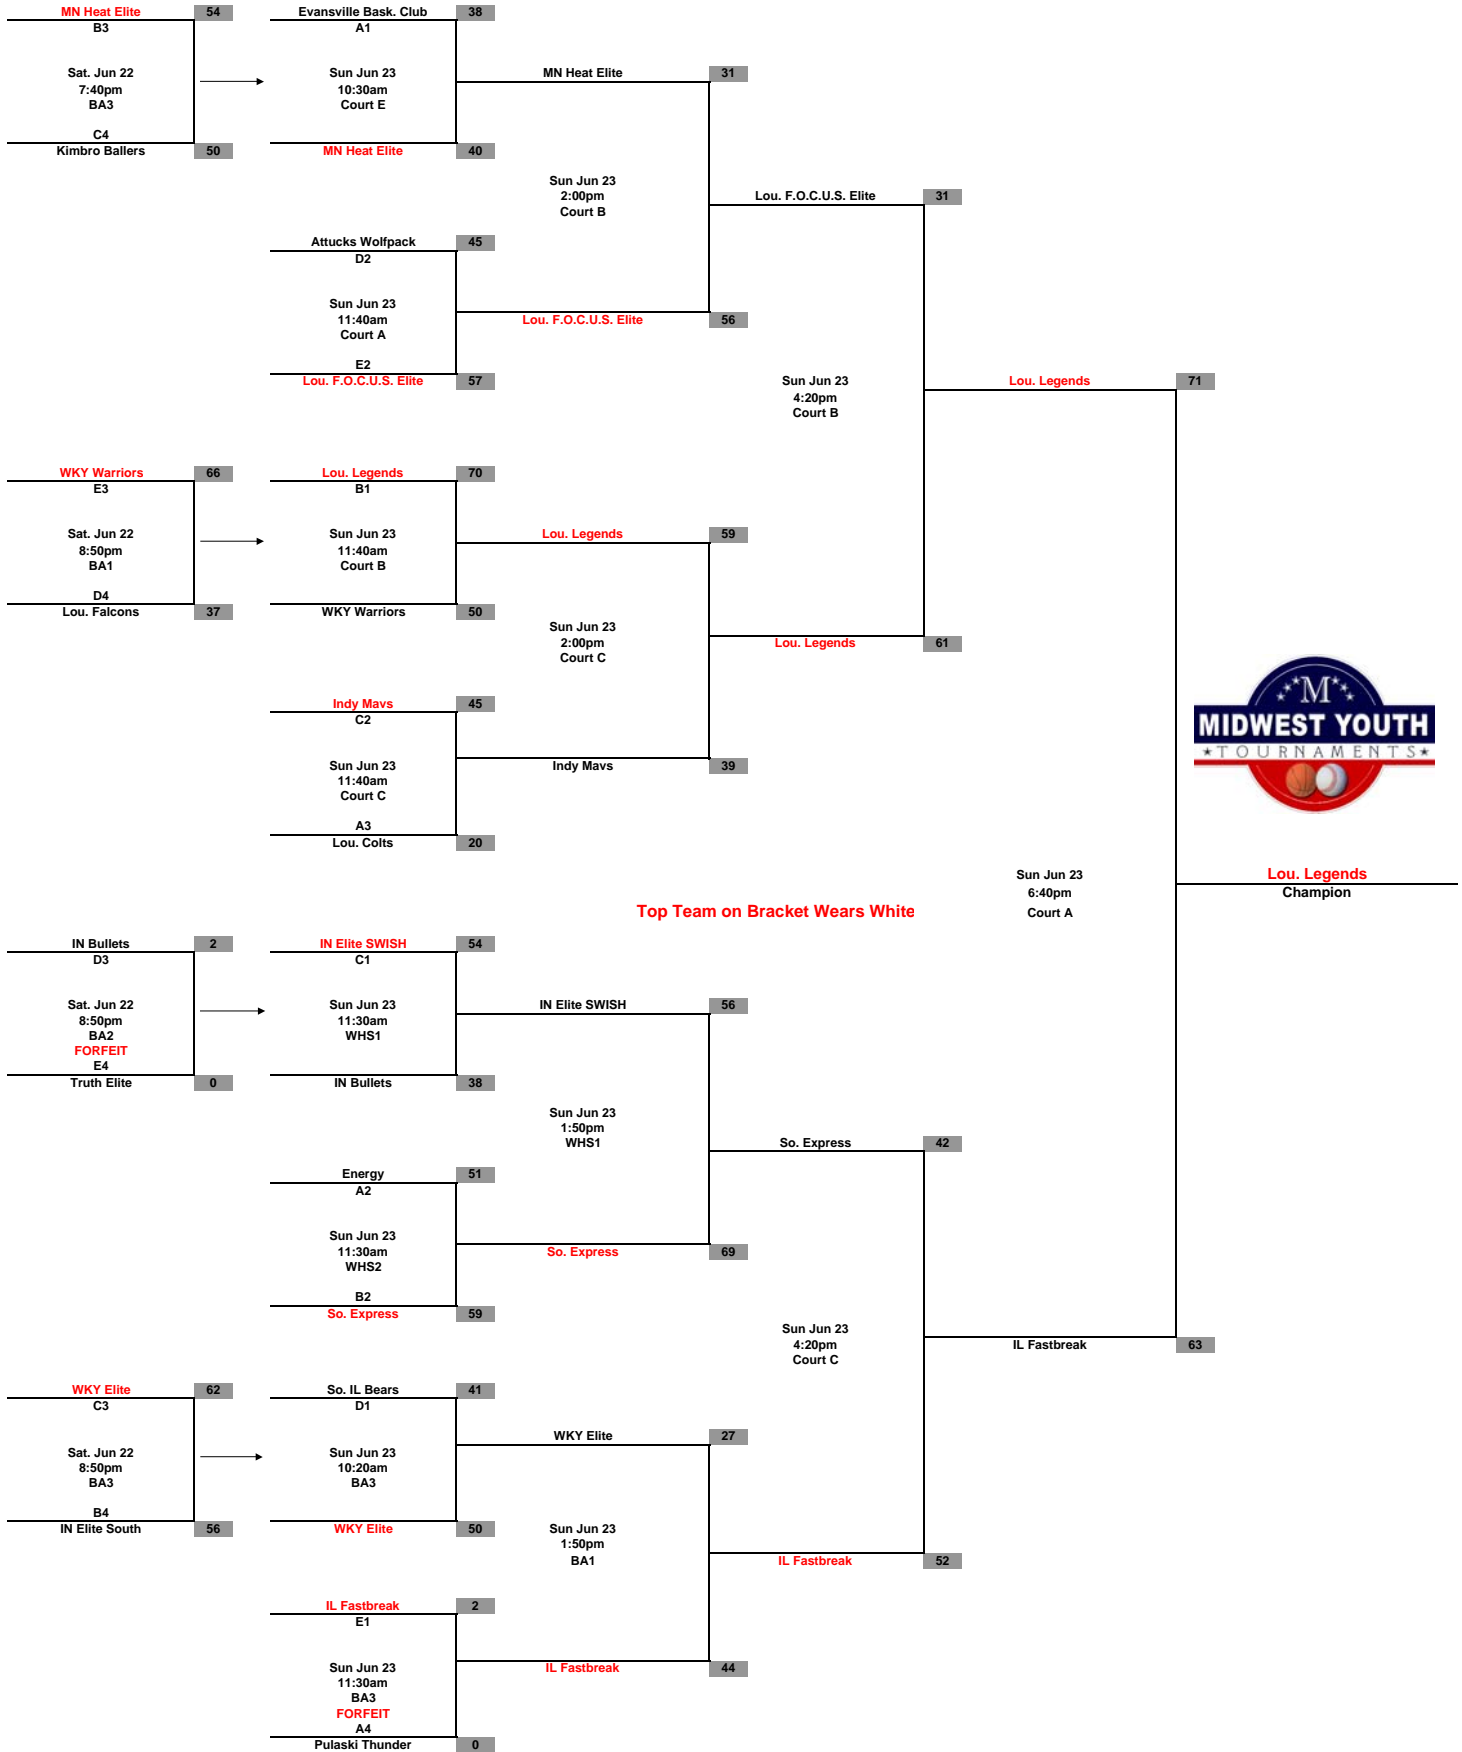 MN Heat Elite 54
B3
Sat. Jun 22
7:40pm
BA3
C4
Kimbro Ballers 50
Evansville Bask. Club 38
A1
Sun Jun 23
10:30am
Court E
MN Heat Elite 40
MN Heat Elite 31
Sun Jun 23
2:00pm
Court B
Attucks Wolfpack 45
D2
Sun Jun 23
11:40am
Court A
E2
Lou. F.O.C.U.S. Elite 57
Lou. F.O.C.U.S. Elite 56
Lou. F.O.C.U.S. Elite 31
Sun Jun 23
4:20pm
Court B
Lou. Legends 71
WKY Warriors 66
E3
Sat. Jun 22
8:50pm
BA1
D4
Lou. Falcons 37
Lou. Legends 70
B1
Sun Jun 23
11:40am
Court B
WKY Warriors 50
Lou. Legends 59
Sun Jun 23
2:00pm
Court C
Lou. Legends 61
Indy Mavs 45
C2
Sun Jun 23
11:40am
Court C
A3
Lou. Colts 20
Indy Mavs 39
M
MIDWEST YOUTH
TOURNAMENTS
Sun Jun 23
6:40pm
Court A
Lou. Legends
Champion
Top Team on Bracket Wears White
IN Bullets 2
D3
Sat. Jun 22
8:50pm
BA2
FORFEIT
E4
Truth Elite 0
IN Elite SWISH 54
C1
Sun Jun 23
11:30am
WHS1
IN Bullets 38
IN Elite SWISH 56
Sun Jun 23
1:50pm
WHS1
So. Express 42
Energy 51
A2
Sun Jun 23
11:30am
WHS2
B2
So. Express 59
So. Express 69
Sun Jun 23
4:20pm
Court C
IL Fastbreak 63
WKY Elite 62
C3
Sat. Jun 22
8:50pm
BA3
B4
IN Elite South 56
So. IL Bears 41
D1
Sun Jun 23
10:20am
BA3
WKY Elite 50
WKY Elite 27
Sun Jun 23
1:50pm
BA1
IL Fastbreak 52
IL Fastbreak 2
E1
Sun Jun 23
11:30am
BA3
FORFEIT
A4
Pulaski Thunder 0
IL Fastbreak 44